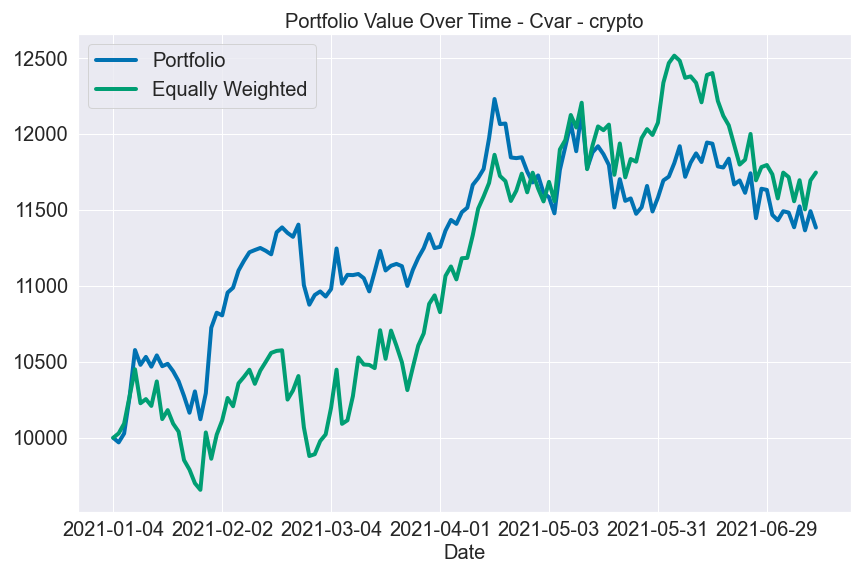 Portfolio Value Over Time - Cvar - crypto
Portfolio
Equally Weighted
12500
12000
11500
11000
10500
10000
2021-01-04 2021-02-02 2021-03-04 2021-04-01 2021-05-03 2021-05-31 2021-06-29
Date